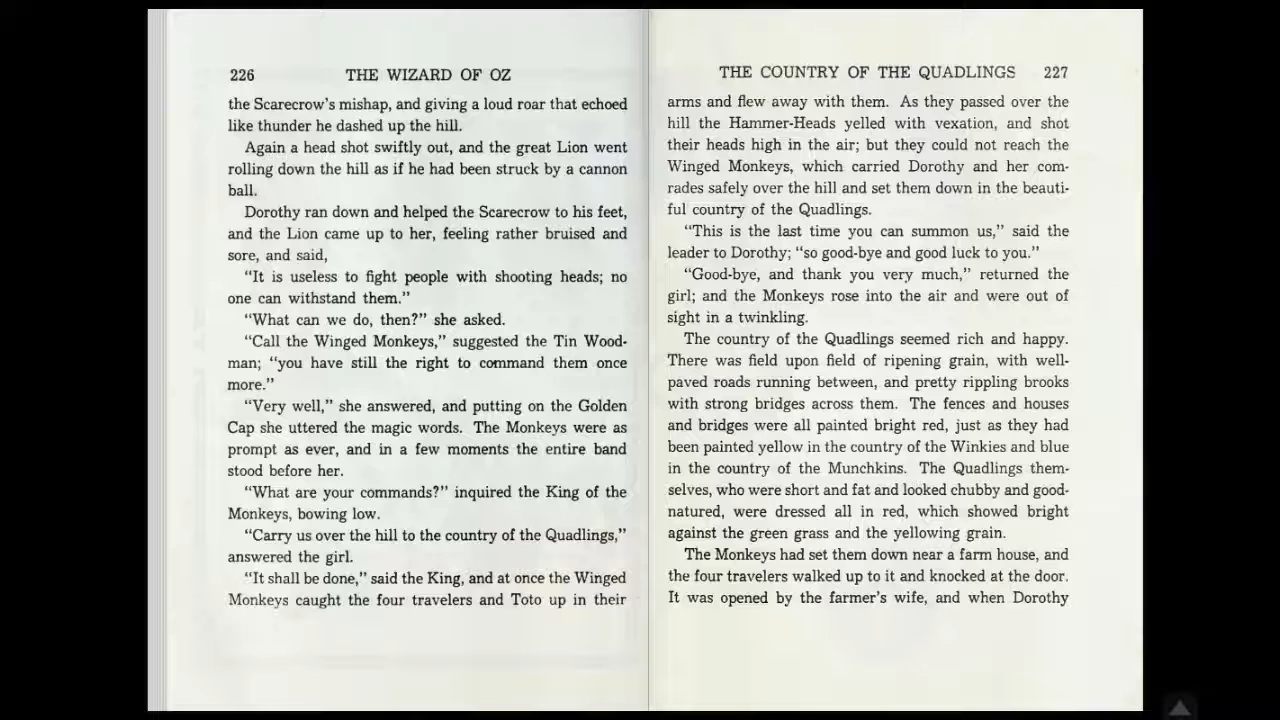 226 THE WIZARD OF OZ
the Scarecrow's mishap, and giving a loud roar that echoed
like thunder he dashed up the hill.
Again a head shot swiftly out, and the great Lion went
rolling down the hill as if he had been struck by a cannon
ball.
Dorothy ran down and helped the Scarecrow to his feet,
and the Lion came up to her, feeling rather bruised and
sore, and said,
“It is useless to fight people with shooting heads; no
one can withstand them.”
“What can we do, then?” she asked.
“Call the Winged Monkeys,” suggested the Tin Wood-
man; “you have still the right to command them once
more.”
“Very well,” she answered, and putting on the Golden
Cap she uttered the magic words. The Monkeys were as
prompt as ever, and in a few moments the entire band
stood before her.
“What are your commands?” inquired the King of the
Monkeys, bowing low.
“Carry us over the hill to the country of the Quadlings,”
answered the girl.
“It shall be done,” said the King, and at once the Winged
Monkeys caught the four travelers and Toto up in their
THE COUNTRY OF THE QUADLINGS 227
arms and flew away with them. As they passed over the
hill the Hammer-Heads yelled with vexation, and shot
their heads high in the air; but they could not reach the
Winged Monkeys, which carried Dorothy and her com-
rades safely over the hill and set them down in the beauti-
ful country of the Quadlings.
“This is the last time you can summon us,” said the
leader to Dorothy; “so good-bye and good luck to you.”
“Good-bye, and thank you very much,” returned the
girl; and the Monkeys rose into the air and were out of
sight in a twinkling.
The country of the Quadlings seemed rich and happy.
There was field upon field of ripening grain, with well-
paved roads running between, and pretty rippling brooks
with strong bridges across them. The fences and houses
and bridges were all painted bright red, just as they had
been painted yellow in the country of the Winkies and blue
in the country of the Munchkins. The Quadlings them-
selves, who were short and fat and looked chubby and good-
natured, were dressed all in red, which showed bright
against the green grass and the yellowing grain.
The Monkeys had set them down near a farm house, and
the four travelers walked up to it and knocked at the door.
It was opened by the farmer's wife, and when Dorothy